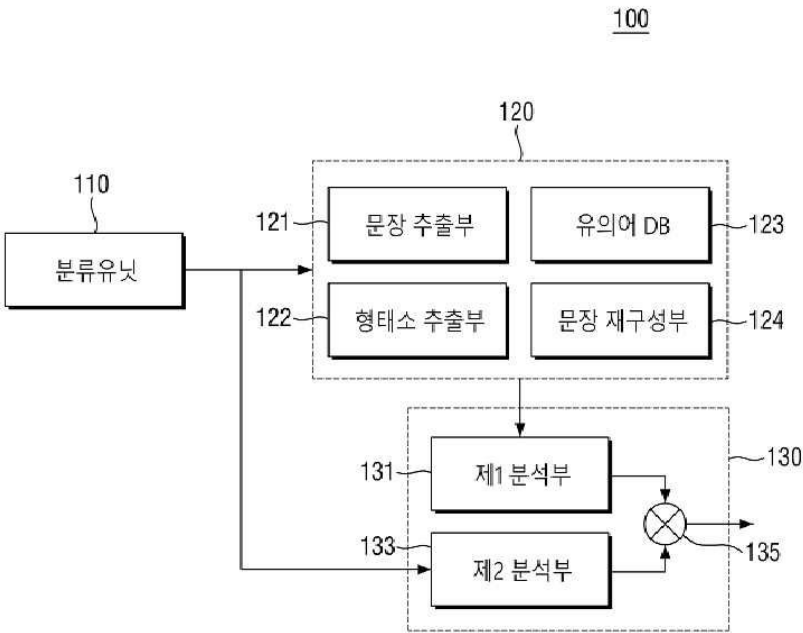 100
120
110
121
문장 추출부
유의어 DB
123
분류유닛
122
형태소 추출부
문장 재구성부
124
131
제1 분석부
130
133
제2 분석부
135